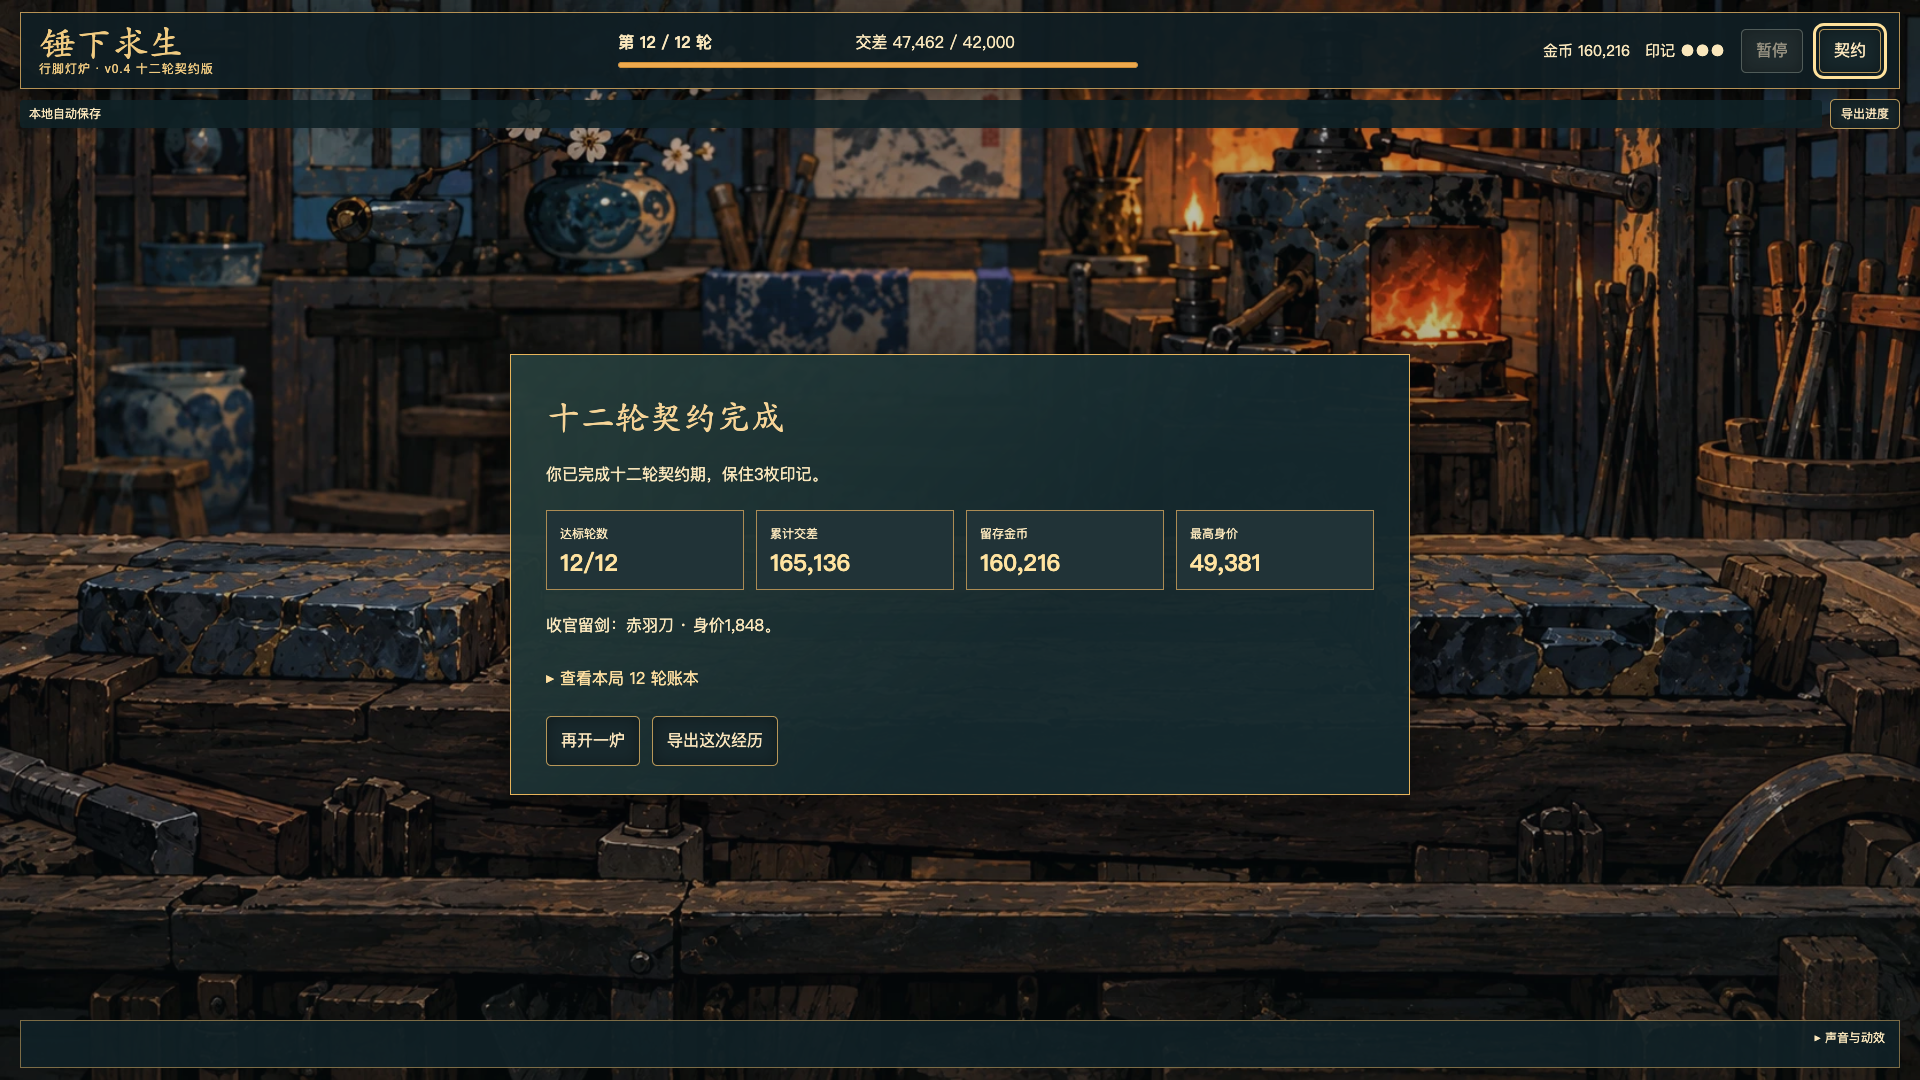 锤下求生
行脚灯炉 · v0.4 十二轮契约版
第 12 / 12 轮
交差 47,462 / 42,000
金币 160,216
印记
暂停
契约
本地自动保存
导出进度
十二轮契约完成
你已完成十二轮契约期，保住3枚印记。
达标轮数
12/12
累计交差
165,136
留存金币
160,216
最高身价
49,381
收官留剑：赤羽刀 · 身价1,848。
▸ 查看本局 12 轮账本
再开一炉
导出这次经历
▸ 声音与动效